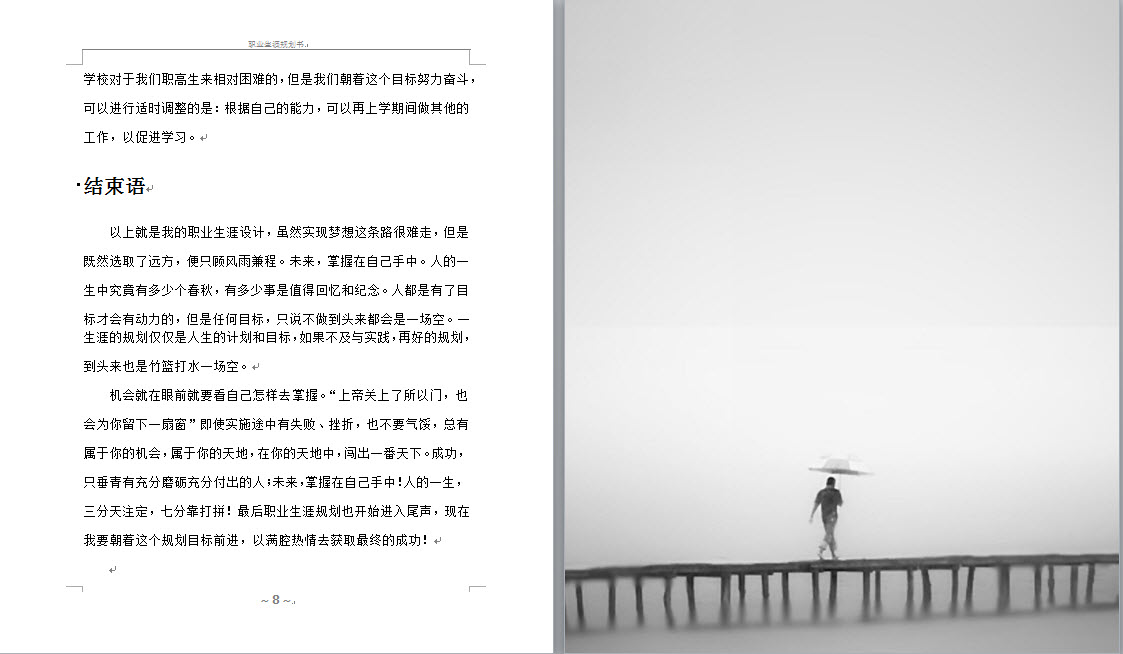 职业生涯规划书
学校对于我们职高生来相对困难的，但是我们朝着这个目标努力奋斗，
可以进行适时调整的是：根据自己的能力，可以再上学期间做其他的
工作，以促进学习。
结束语
以上就是我的职业生涯设计，虽然实现梦想这条路很难走，但是
既然选取了远方，便只顾风雨兼程。未来，掌握在自己手中。人的一
生中究竟有多少个春秋，有多少事是值得回忆和纪念。人都是有了目
标才会有动力的，但是任何目标，只说不做到头来都会是一场空。一
生涯的规划仅仅是人生的计划和目标，如果不及与实践，再好的规划，
到头来也是竹篮打水一场空。
机会就在眼前就要看自己怎样去掌握。“上帝关上了所以门，也
会为你留下一扇窗”即使实施途中有失败、挫折，也不要气馁，总有
属于你的机会，属于你的天地，在你的天地中，闯出一番天下。成功，
只垂青有充分磨砺充分付出的人；未来，掌握在自己手中！人的一生，
三分天注定，七分靠打拼！最后职业生涯规划也开始进入尾声，现在
我要朝着这个规划目标前进，以满腔热情去获取最终的成功！
~ 8 ~